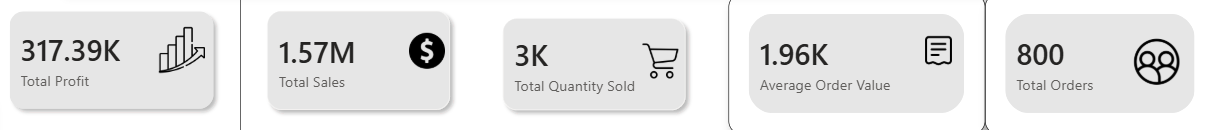 317.39K
Total Profit
1.57M
$
Total Sales
3K
Total Quantity Sold
1.96K
Average Order Value
800
Total Orders